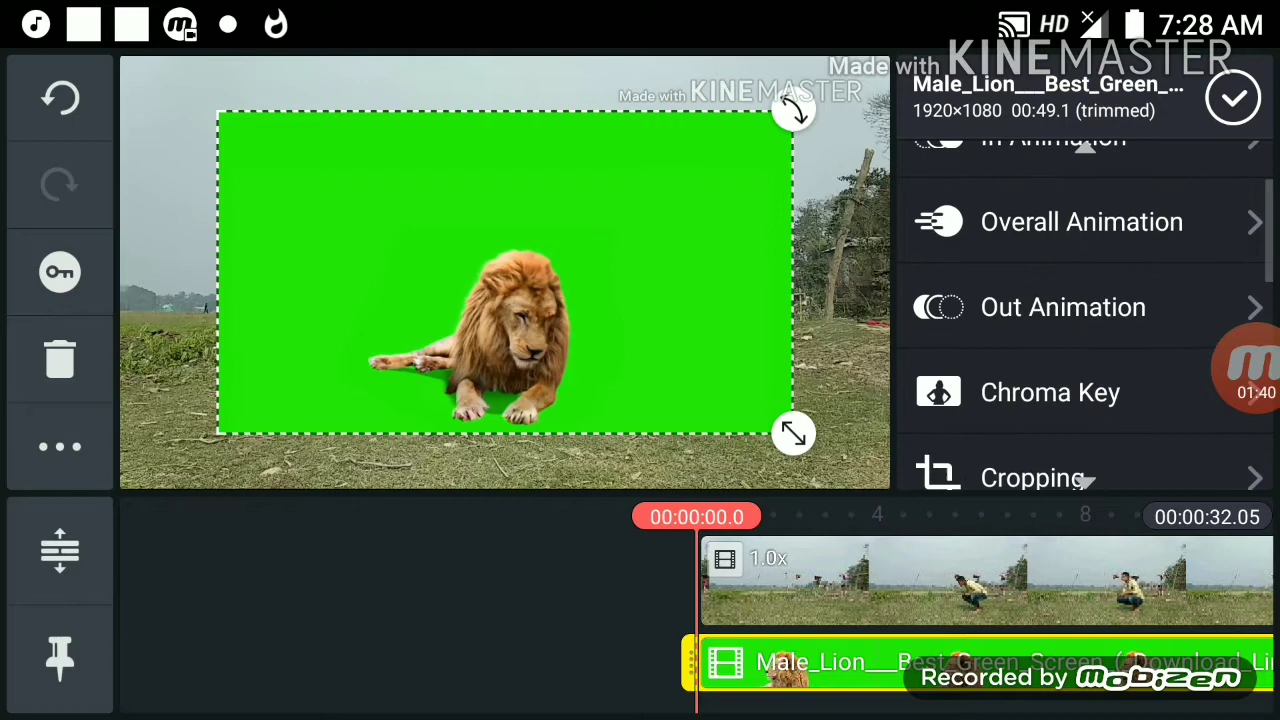 HD 7:28 AM
Made with KINEMASTER
Made with KINEMASTER
Male_Lion___Best_Green_...
1920×1080 00:49.1 (trimmed)
In Animation
Overall Animation
Out Animation
Chroma Key
01:40
Cropping
00:00:00.0 4 8 00:00:32.05
1.0x
Male_Lion___Best_Green_Screen_(_Download_Li
Recorded by mobizen